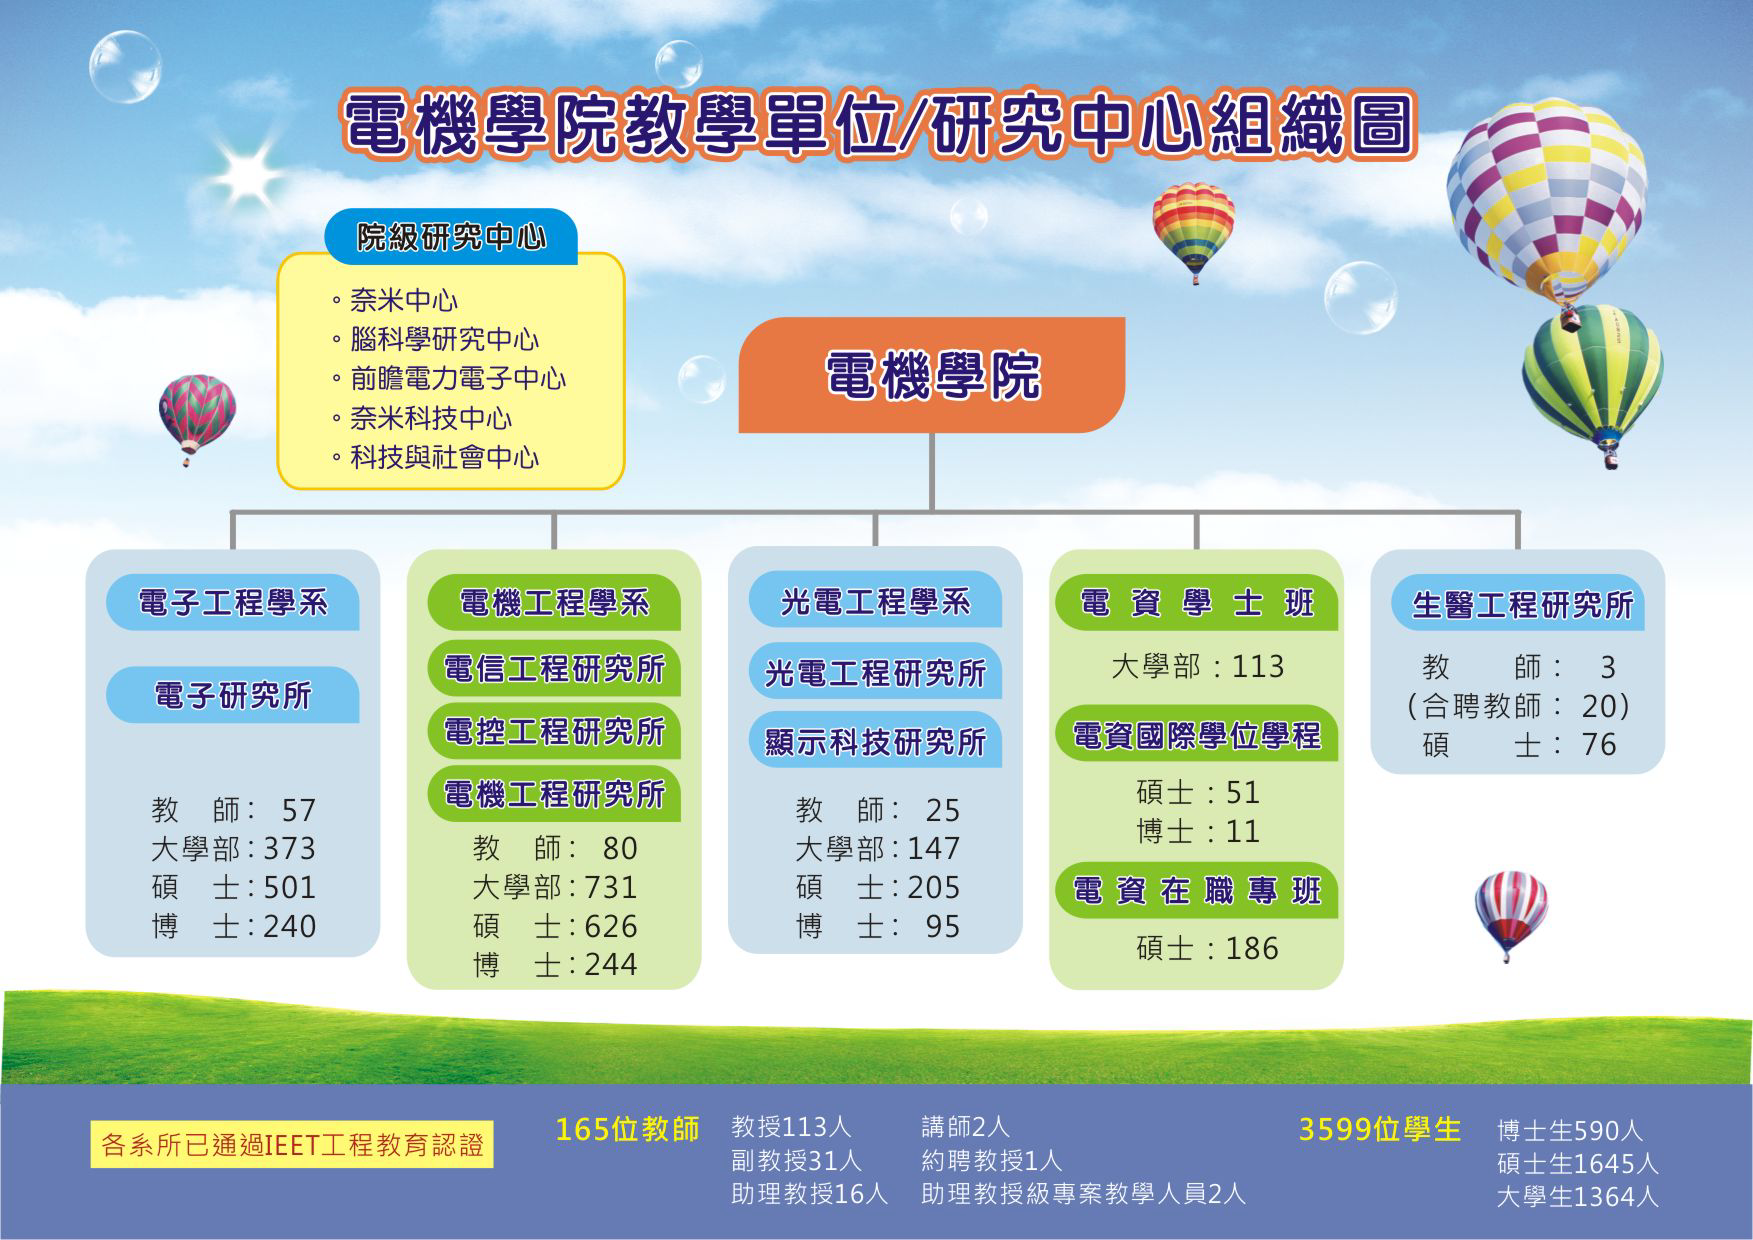 電機學院教學單位/研究中心組織圖
院級研究中心
。奈米中心
。腦科學研究中心
。前瞻電力電子中心
。奈米科技中心
。科技與社會中心
電機學院
電子工程學系
電子研究所
教 師： 57
大學部：373
碩 士：501
博 士：240
電機工程學系
電信工程研究所
電控工程研究所
電機工程研究所
教 師： 80
大學部：731
碩 士：626
博 士：244
光電工程學系
光電工程研究所
顯示科技研究所
教 師： 25
大學部：147
碩 士：205
博 士： 95
電資學士班
大學部：113
電資國際學位學程
碩士：51
博士：11
電資在職專班
碩士：186
生醫工程研究所
教 師： 3
(合聘教師： 20)
碩 士： 76
各系所已通過IEET工程教育認證
165位教師
教授113人
副教授31人
助理教授16人
講師2人
約聘教授1人
助理教授級專案教學人員2人
3599位學生
博士生590人
碩士生1645人
大學生1364人